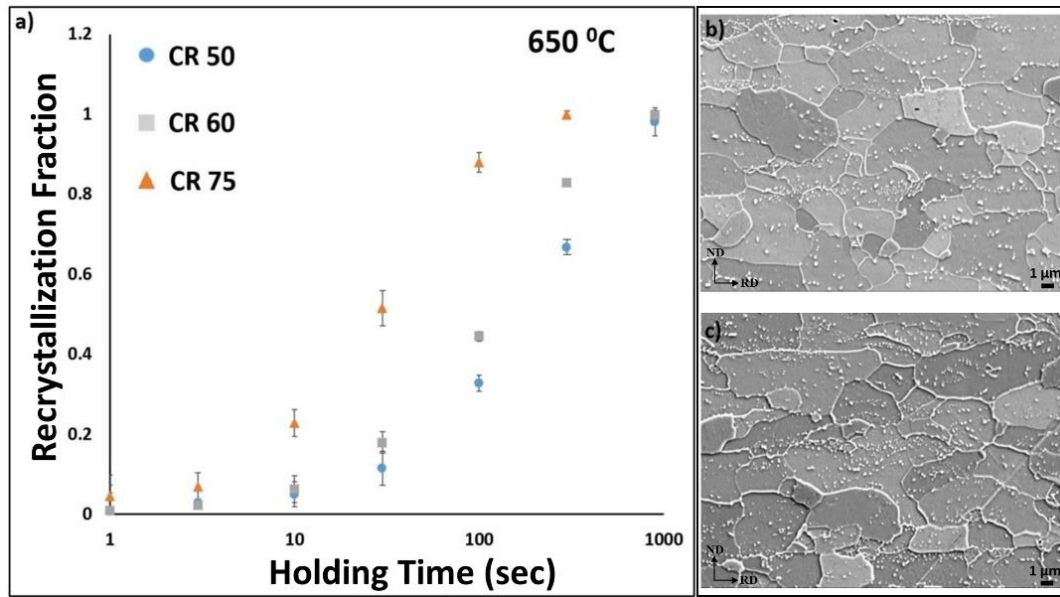 a)
650 ⁰C
CR 50
CR 60
CR 75
1.2
1
0.8
0.6
0.4
0.2
0
Recrystallization Fraction
1
10
100
1000
Holding Time (sec)
b)
ND
RD
1 µm
c)
ND
RD
1 µm